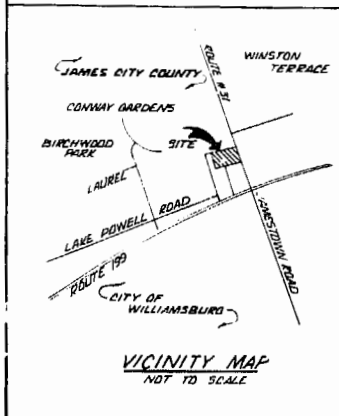 WINSTON
TERRACE
ROUTE # 31
JAMES CITY COUNTY
CONWAY GARDENS
BIRCHWOOD
PARK
SITE
LAUREL
LAKE POWELL ROAD
JAMESTOWN ROAD
ROUTE 199
CITY OF
WILLIAMSBURG
VICINITY MAP
NOT TO SCALE